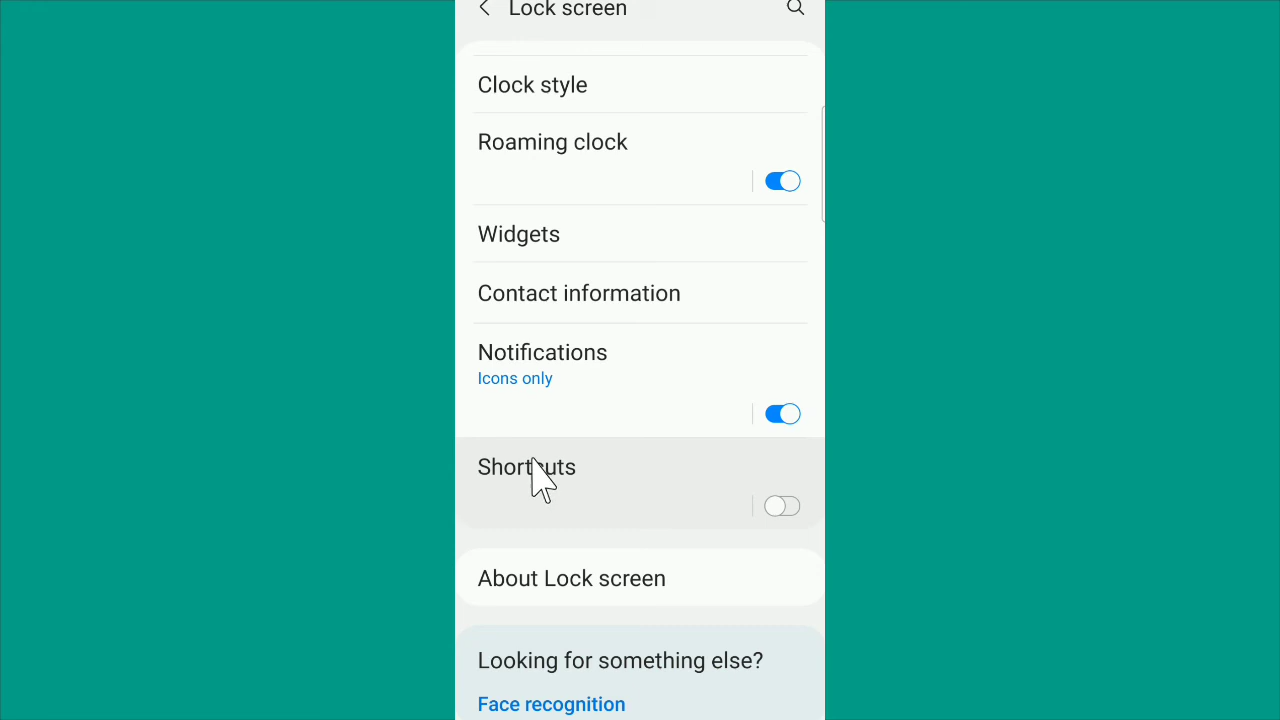 Lock screen
Clock style
Roaming clock
Widgets
Contact information
Notifications
Icons only
Shortcuts
About Lock screen
Looking for something else?
Face recognition